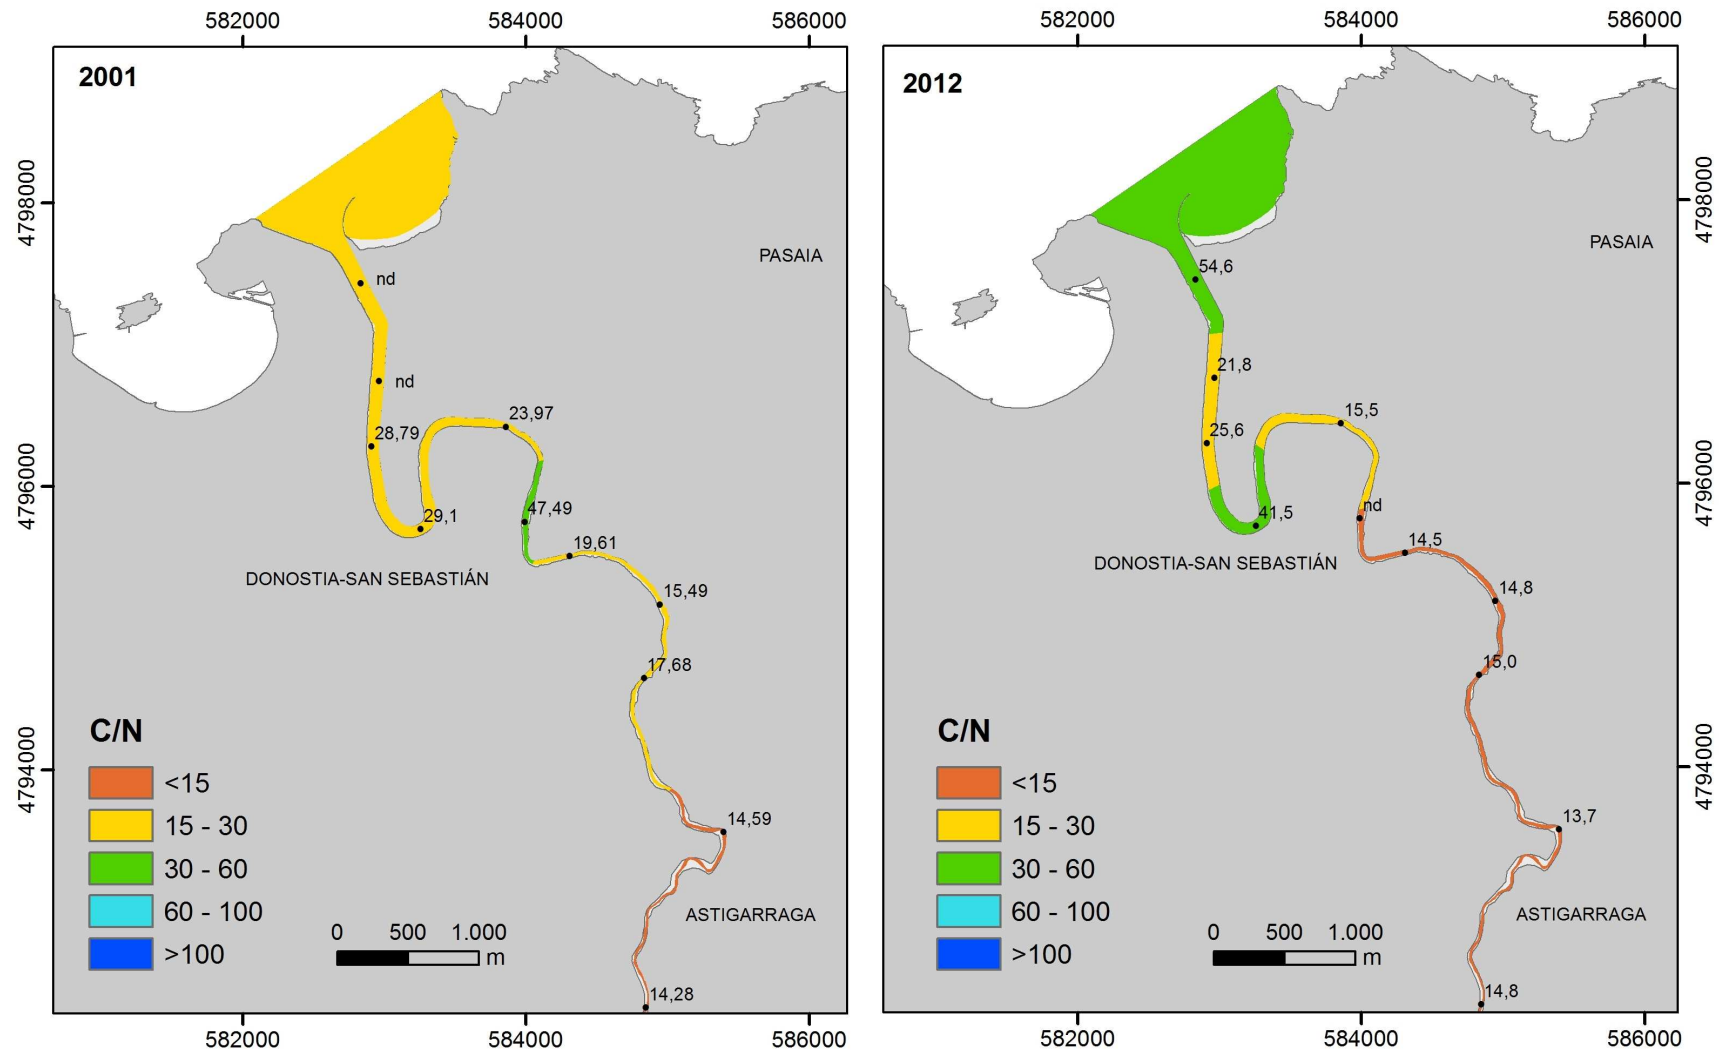 582000
584000
586000
2001
4798000
4796000
4794000
PASAIA
nd
nd
28,79
23,97
29,1
47,49
19,61
DONOSTIA-SAN SEBASTIÁN
15,49
17,68
14,59
ASTIGARRAGA
14,28
C/N
<15
15 - 30
30 - 60
60 - 100
>100
0 500 1.000
m
582000
584000
586000
582000
584000
586000
2012
4798000
4796000
4794000
PASAIA
54,6
21,8
25,6
15,5
41,5
nd
14,5
DONOSTIA-SAN SEBASTIÁN
14,8
15,0
13,7
ASTIGARRAGA
14,8
C/N
<15
15 - 30
30 - 60
60 - 100
>100
0 500 1.000
m
582000
584000
586000